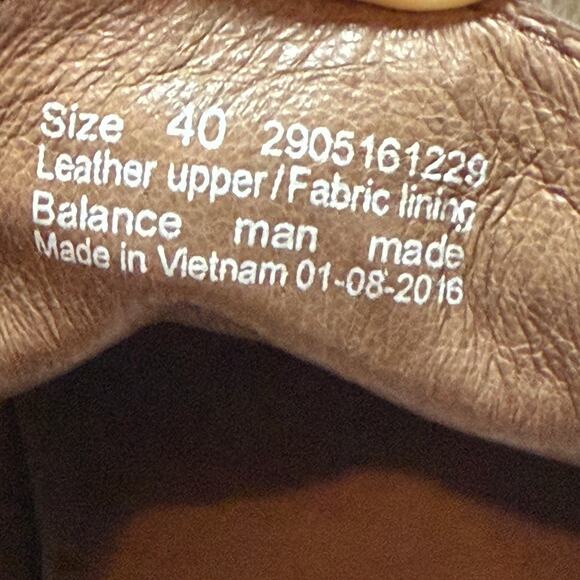 Size 40 2905161229
Leather upper/Fabric lining
Balance man made
Made in Vietnam 01-08-2016